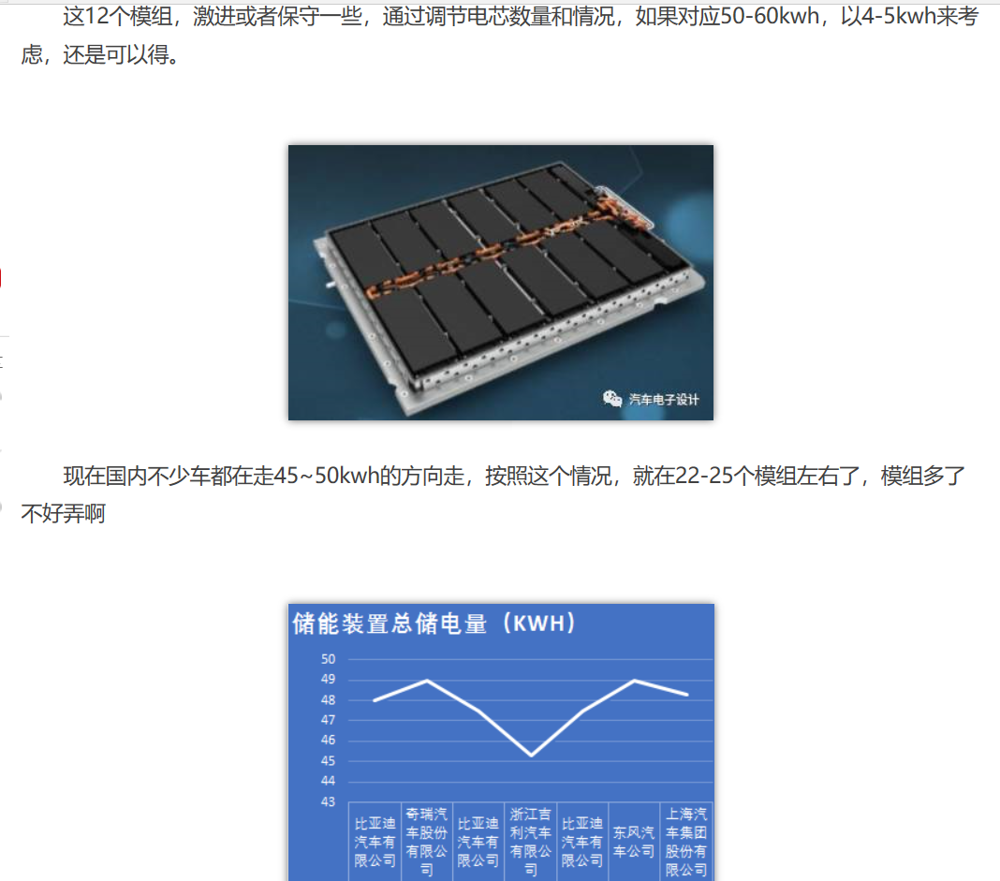 这12个模组，激进或者保守一些，通过调节电芯数量和情况，如果对应50-60kwh，以4-5kwh来考
虑，还是可以得。
汽车电子设计
现在国内不少车都在走45~50kwh的方向走，按照这个情况，就在22-25个模组左右了，模组多了
不好弄啊
储能装置总储电量（KWH）
50
49
48
47
46
45
44
43
比亚迪
汽车有
限公司
奇瑞汽
车股份
有限公
司
比亚迪
汽车有
限公司
浙江吉
利汽车
有限公
司
比亚迪
汽车有
限公司
东风汽
车公司
上海汽
车集团
股份有
限公司